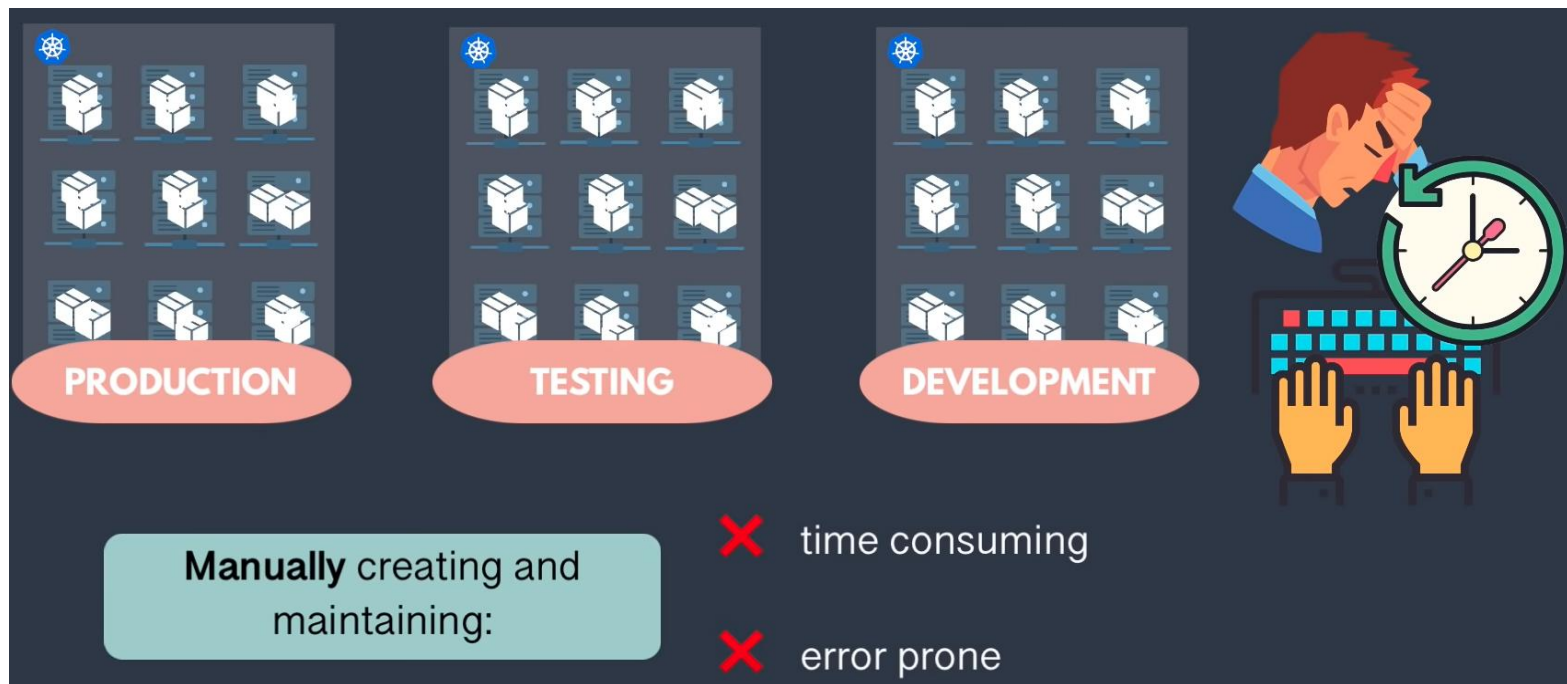 PRODUCTION
TESTING
DEVELOPMENT
Manually creating and
maintaining:
time consuming
error prone